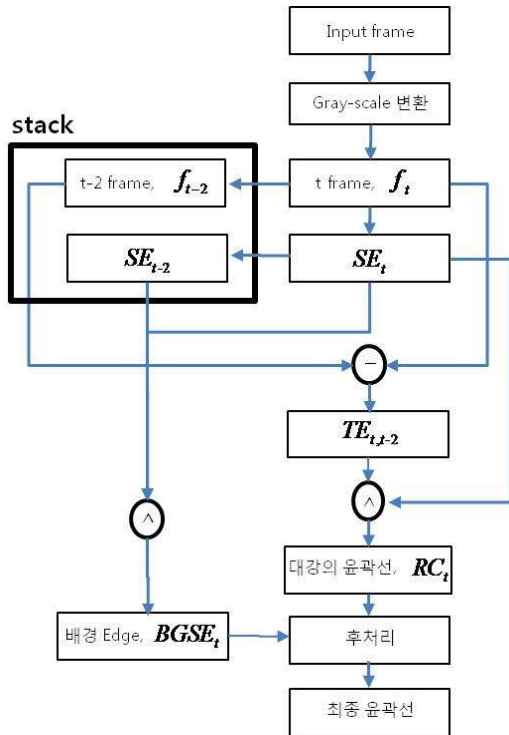 Input frame
Gray-scale 변환
stack
t-2 frame, f_{t-2}
t frame, f_t
SE_{t-2}
SE_t
−
TE_{t,t-2}
∧
∧
대강의 윤곽선, RC_t
배경 Edge, BGSE_t
후처리
최종 윤곽선